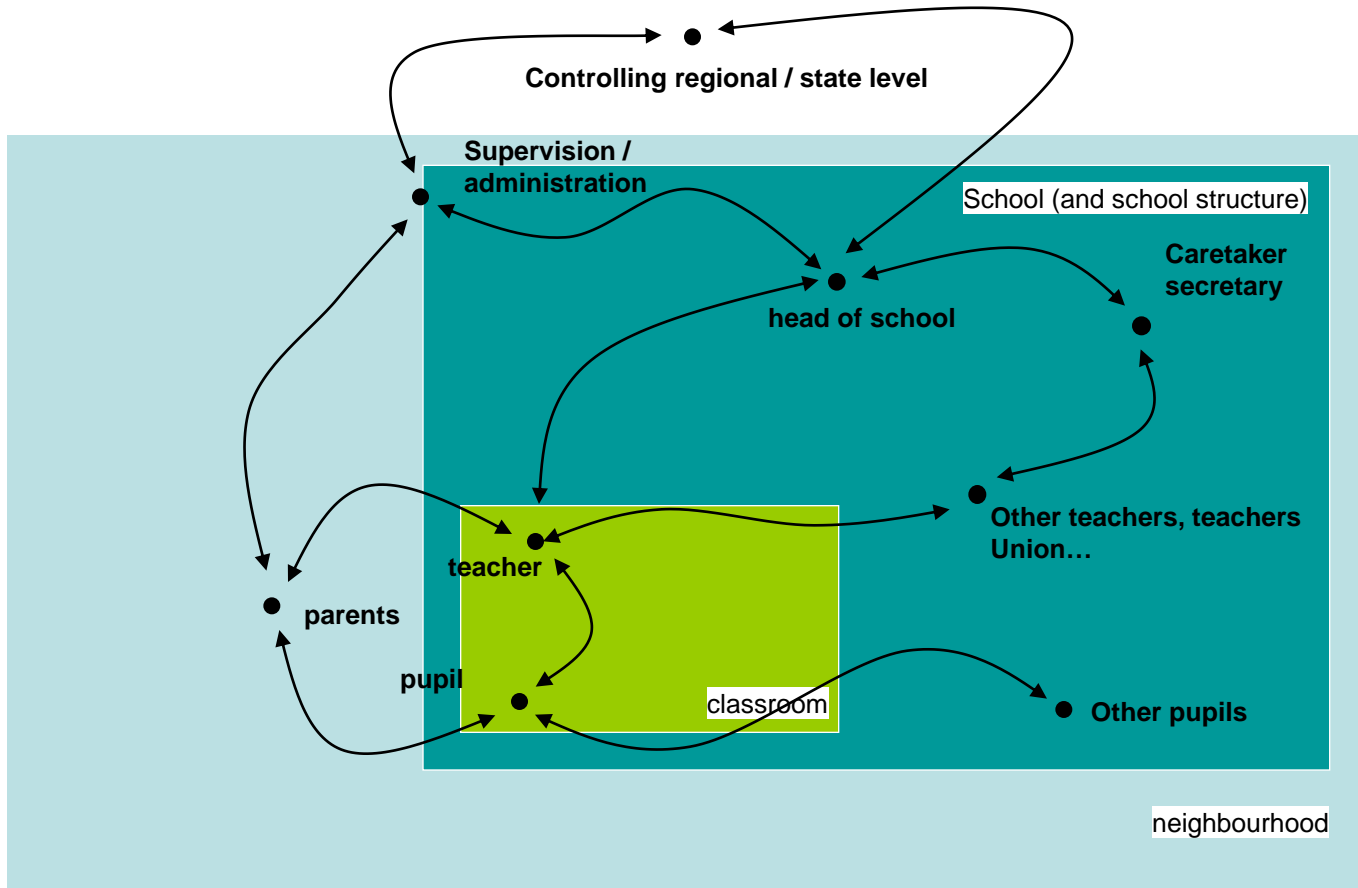 Controlling regional / state level
Supervision /
administration
School (and school structure)
Caretaker
secretary
head of school
Other teachers, teachers
Union…
teacher
parents
pupil
classroom
Other pupils
neighbourhood